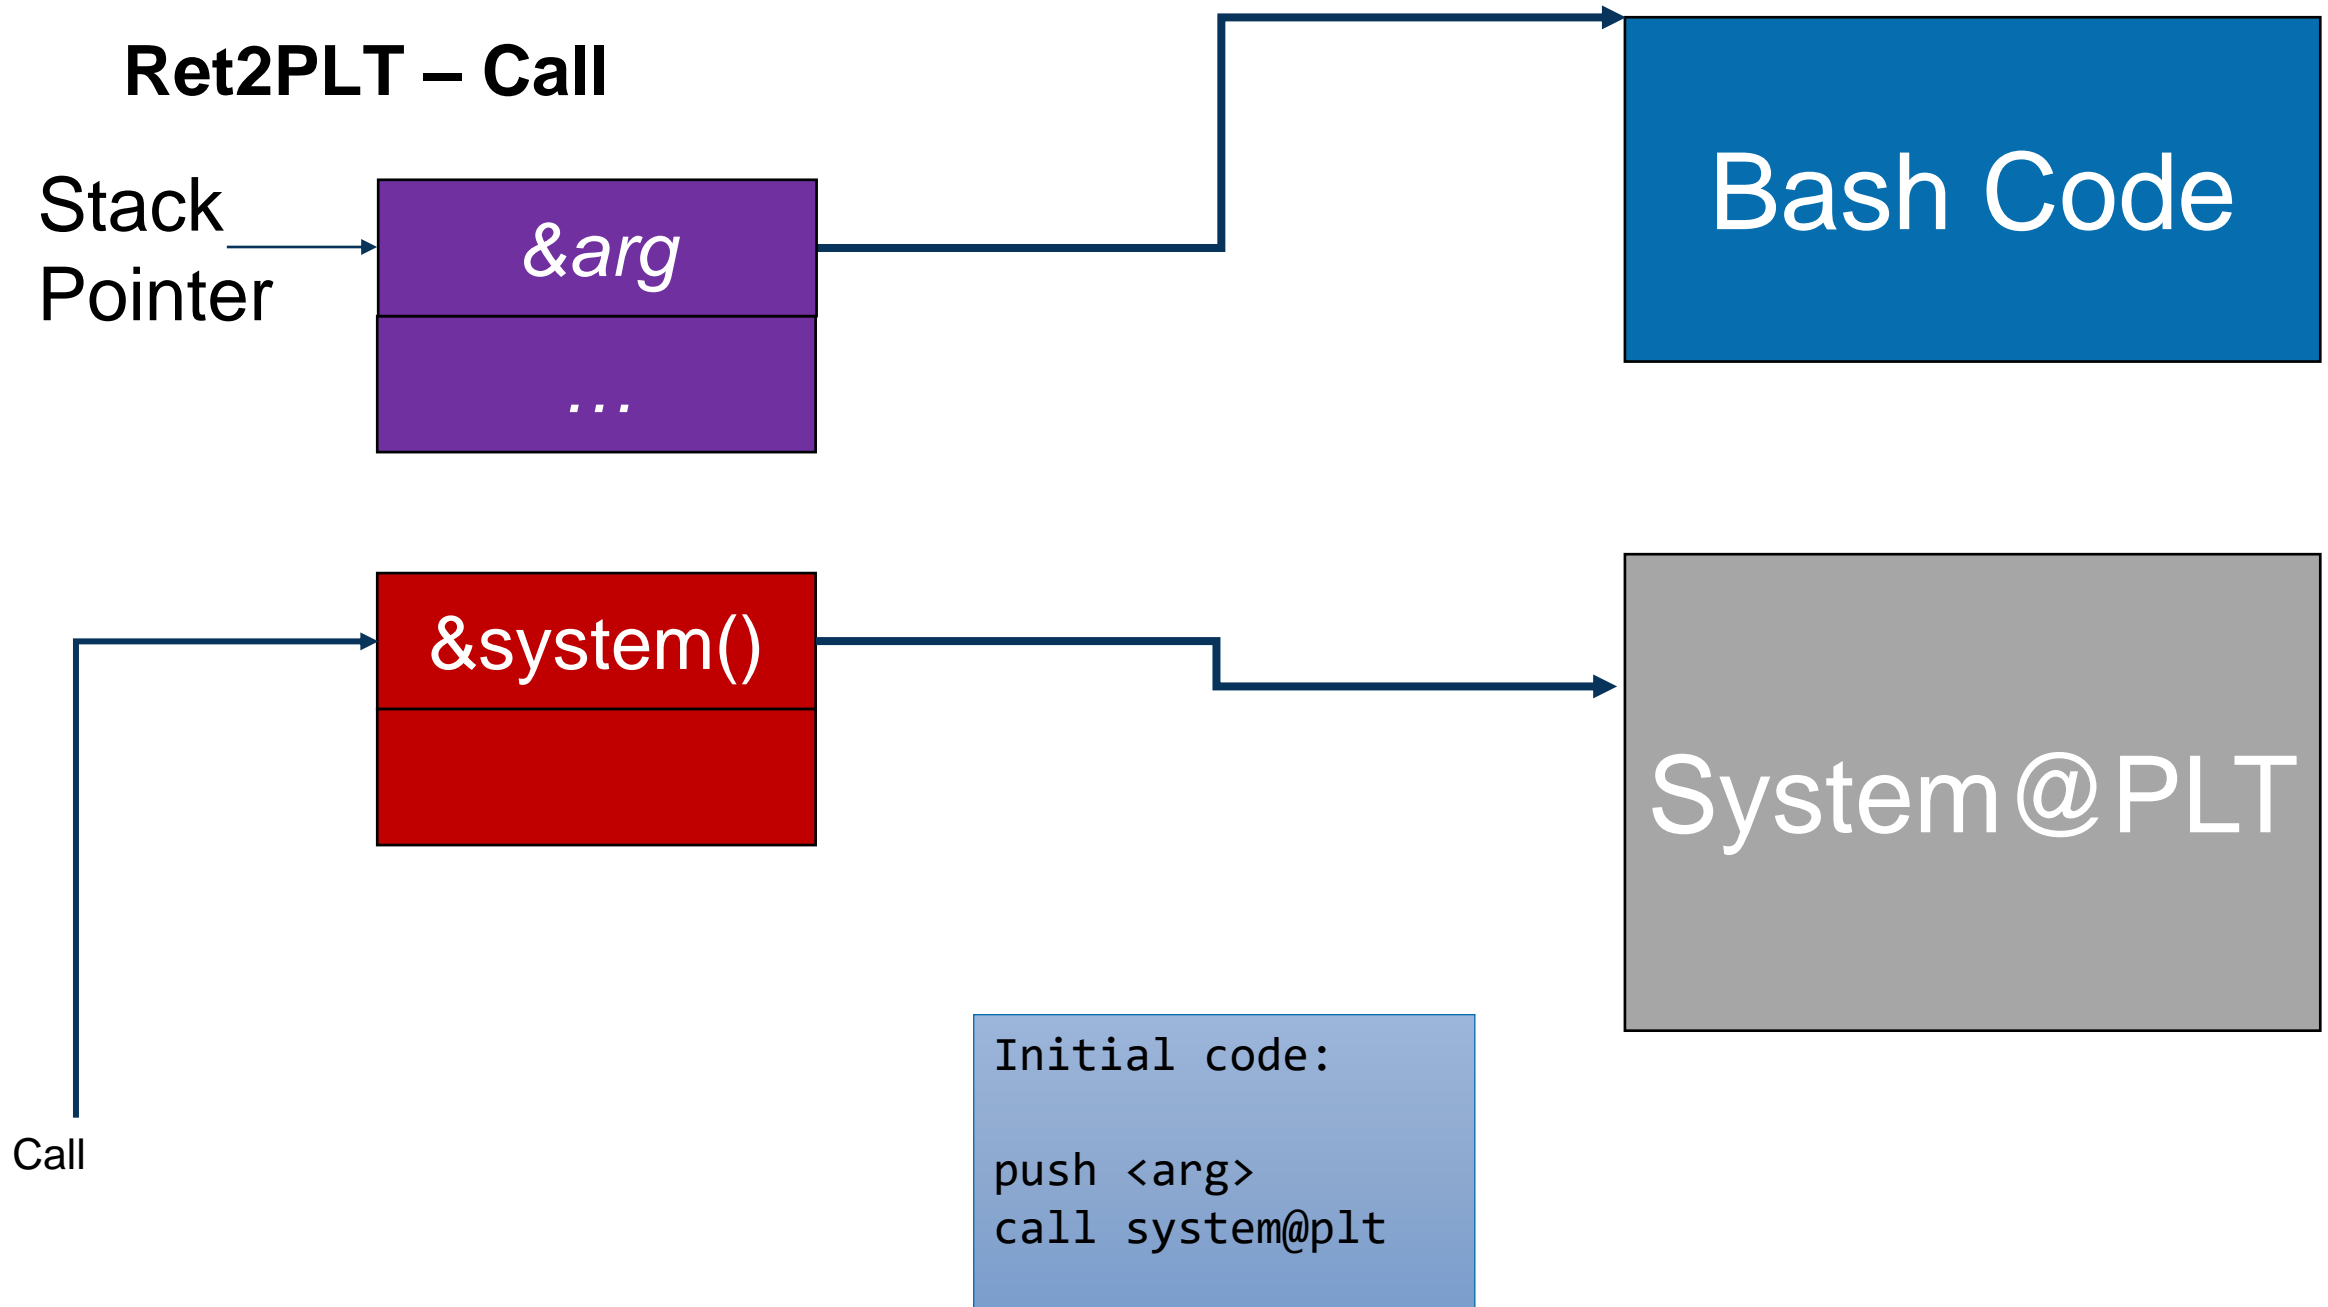 Ret2PLT – Call
Stack
Pointer
&arg
…
Bash Code
&system()
System@PLT
Call
Initial code:
push <arg>
call system@plt